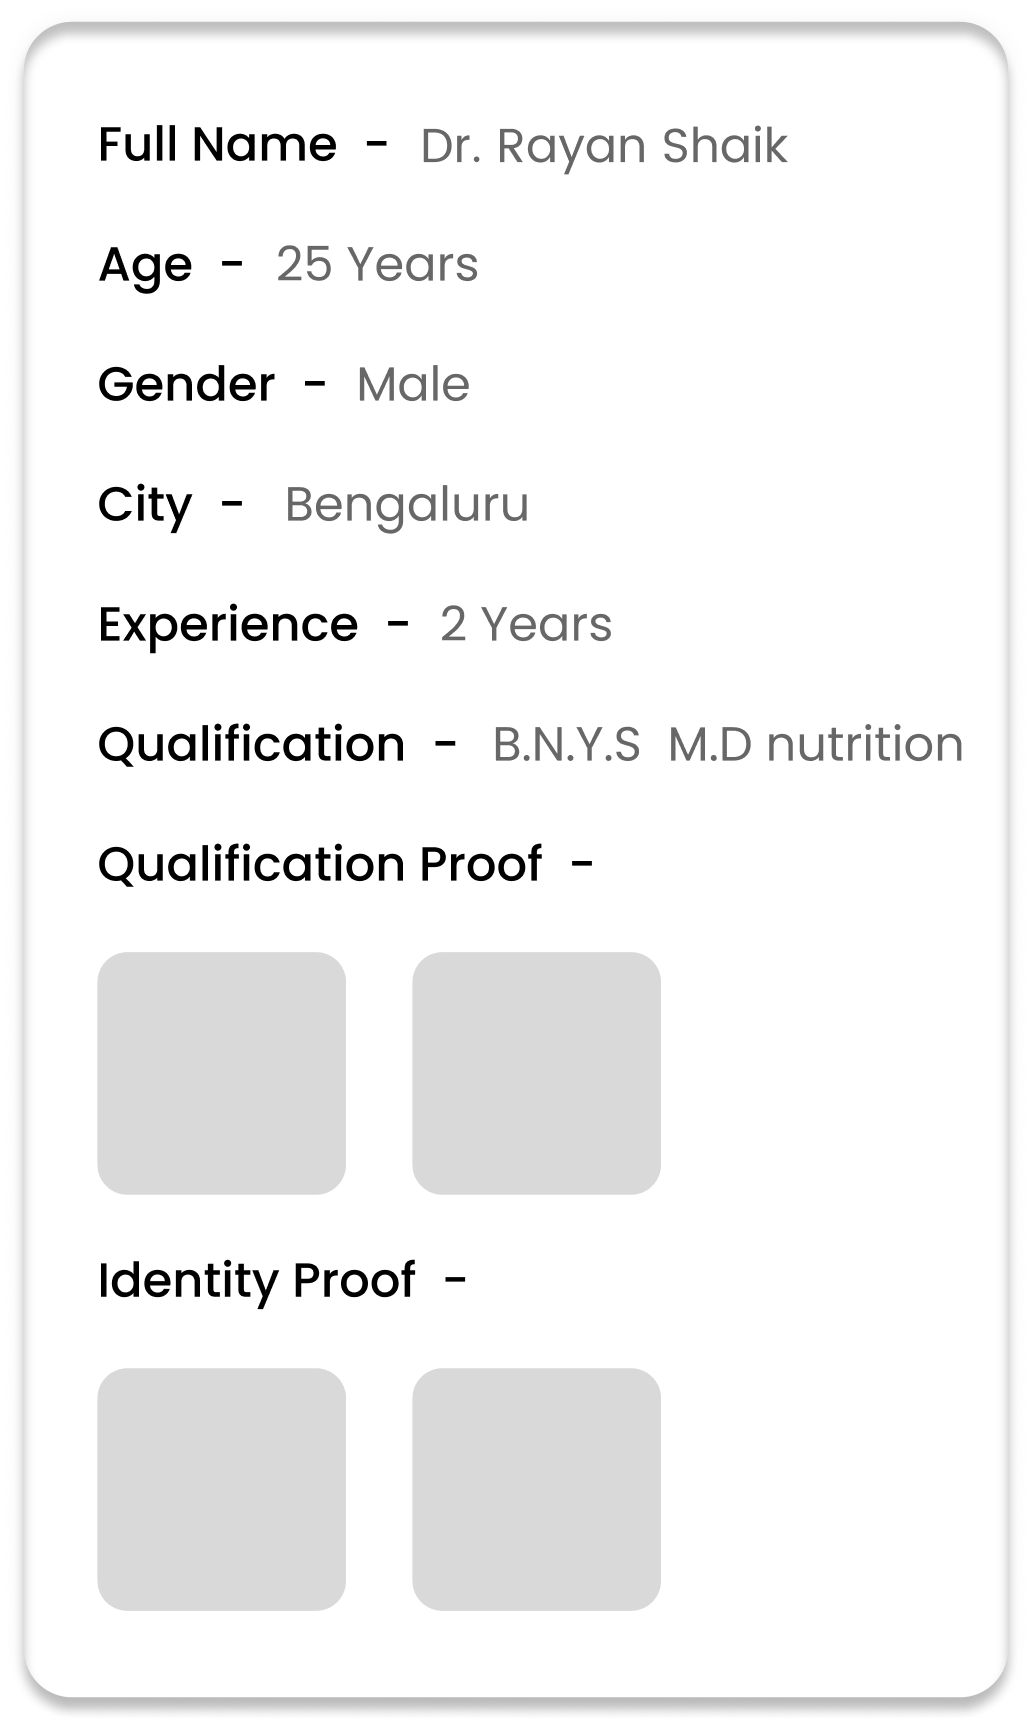 Full Name - Dr. Rayan Shaik
Age - 25 Years
Gender - Male
City - Bengaluru
Experience - 2 Years
Qualification - B.N.Y.S M.D nutrition
Qualification Proof -
Identity Proof -